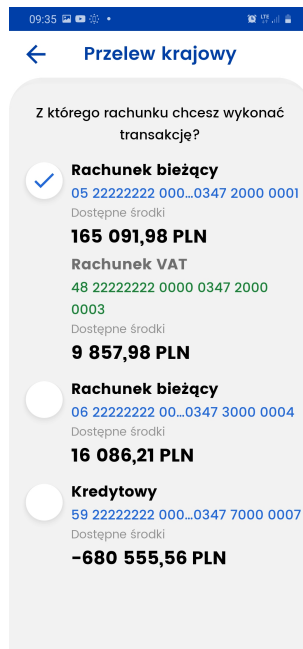 09:35
Przelew krajowy
Z którego rachunku chcesz wykonać
transakcję?
Rachunek bieżący
05 22222222 000...0347 2000 0001
Dostępne środki
165 091,98 PLN
Rachunek VAT
48 22222222 0000 0347 2000
0003
Dostępne środki
9 857,98 PLN
Rachunek bieżący
06 22222222 00...0347 3000 0004
Dostępne środki
16 086,21 PLN
Kredytowy
59 22222222 000...0347 7000 0007
Dostępne środki
-680 555,56 PLN